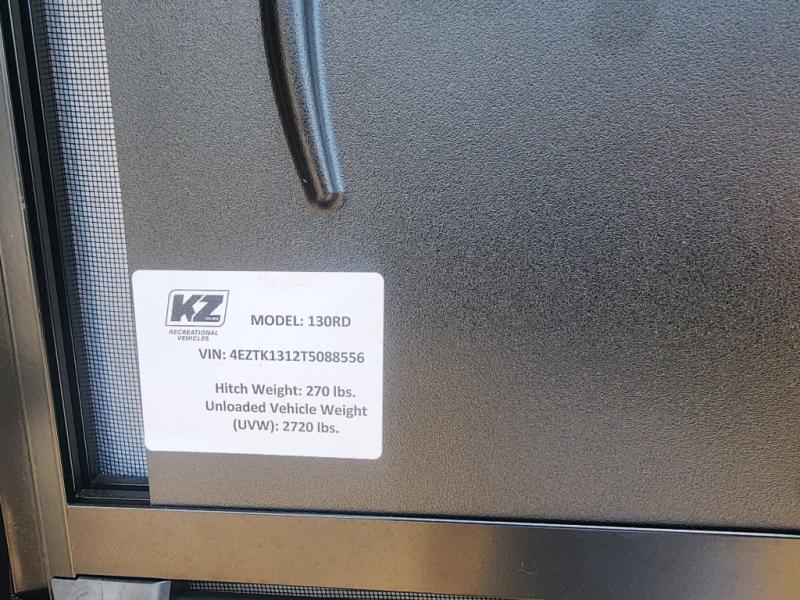 KZ
RECREATIONAL
VEHICLES
MODEL: 130RD
VIN: 4EZTK1312T5088556
Hitch Weight: 270 lbs.
Unloaded Vehicle Weight
(UVW): 2720 lbs.